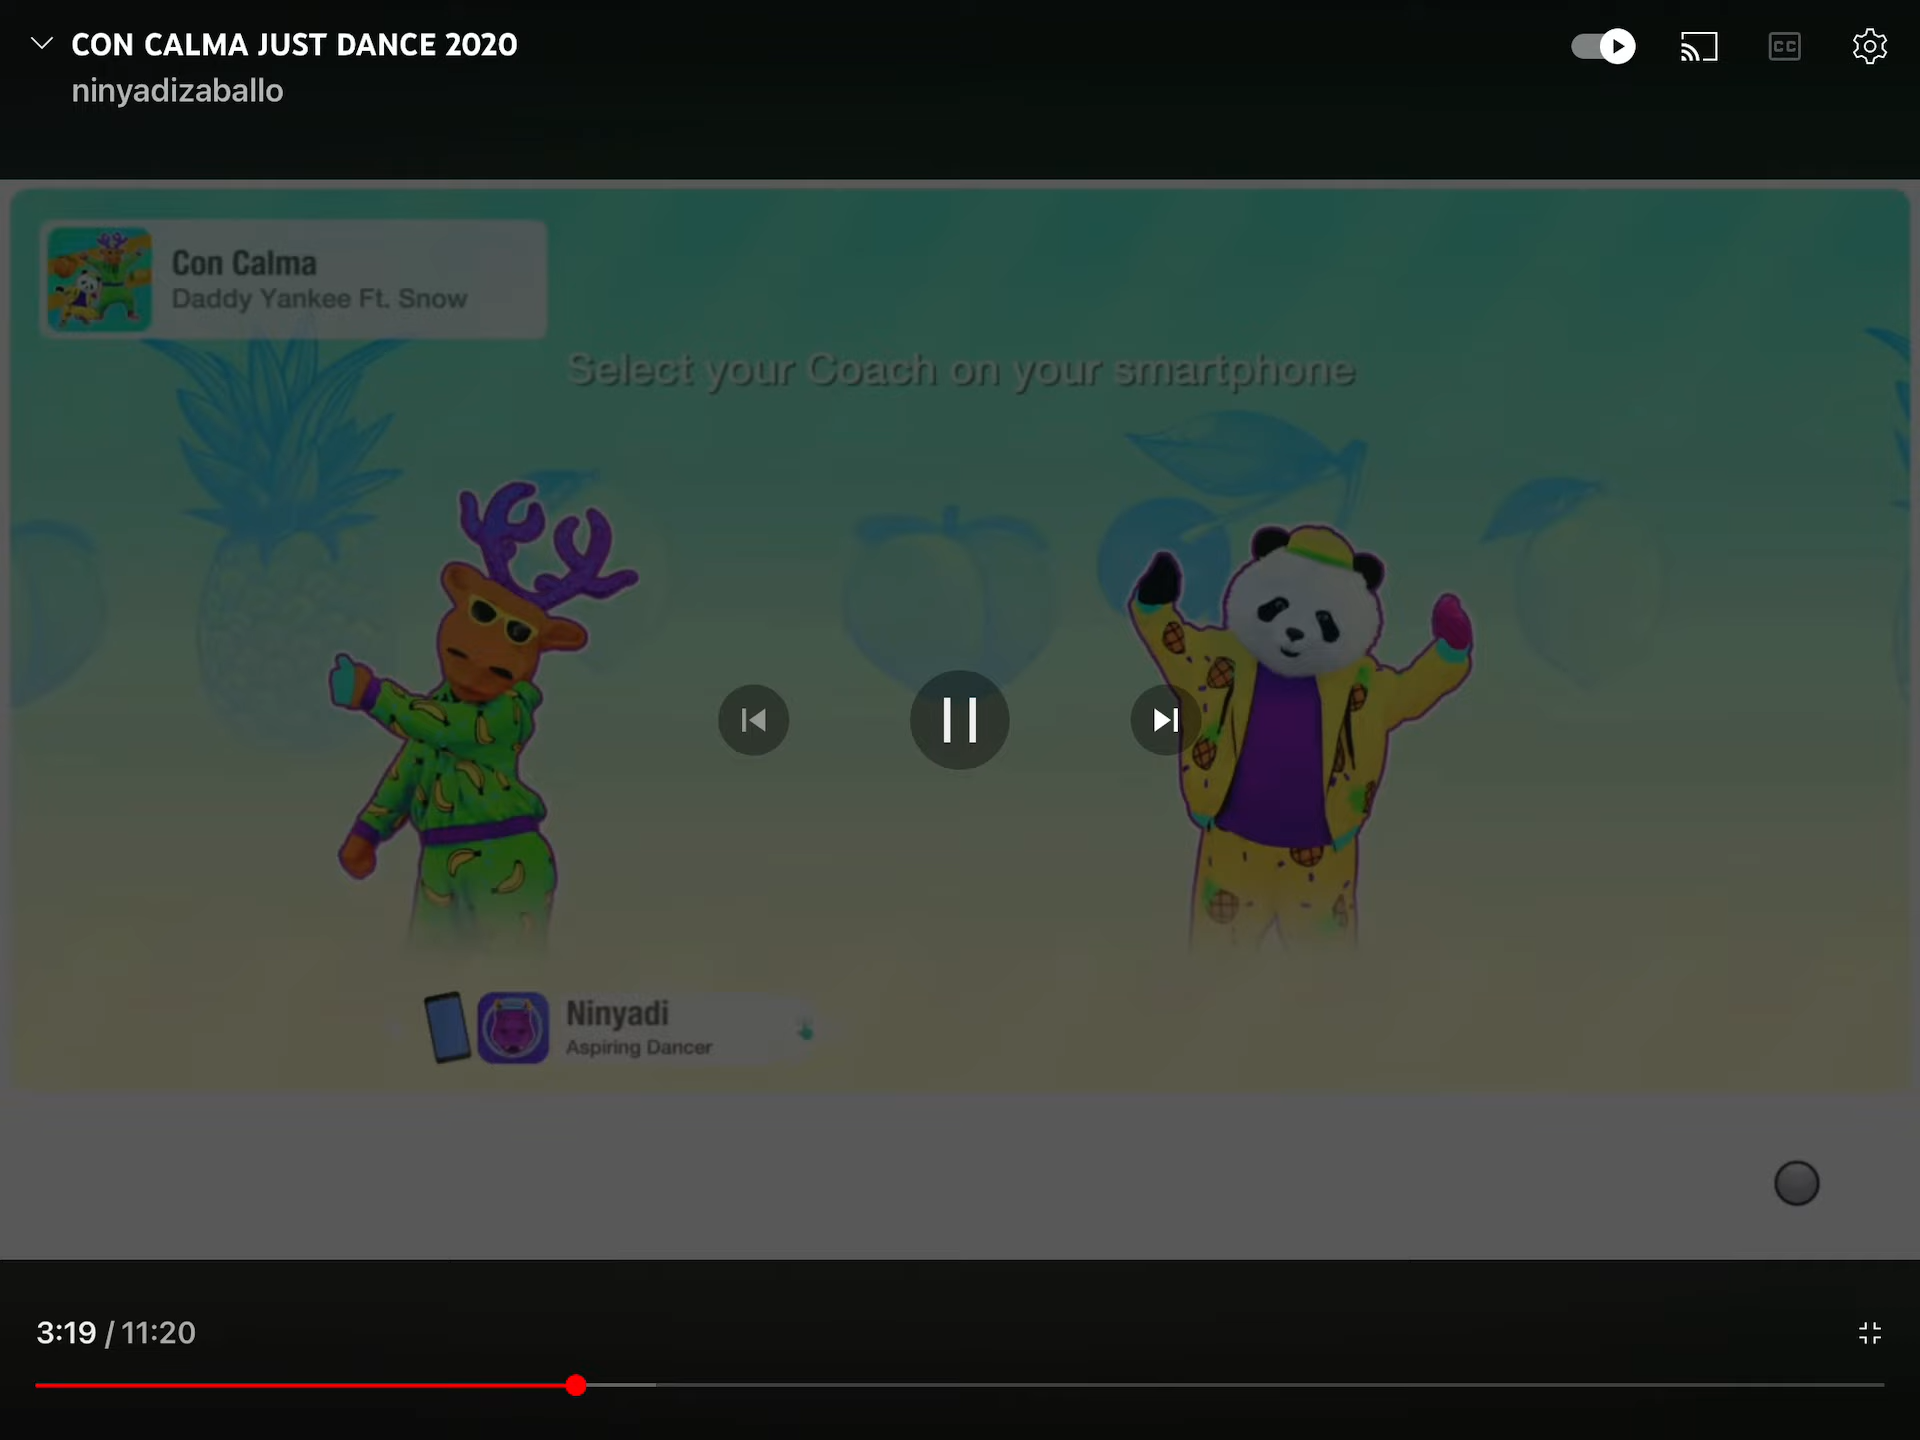 CON CALMA JUST DANCE 2020
ninyadizaballo
CC
Con Calma
Daddy Yankee Ft. Snow
Select your Coach on your smartphone
Ninyadi
Aspiring Dancer
3:19 / 11:20